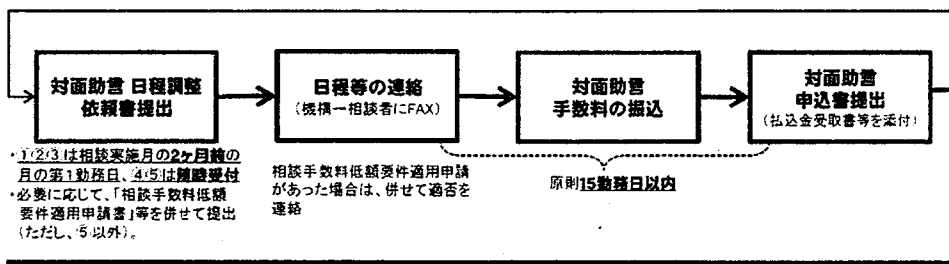 対面助言 日程調整
依頼書提出
日程等の連絡
(機構→相談者にFAX)
対面助言
手数料の振込
対面助言
申込書提出
(払込金受取書等を添付)
・①②③は相談実施月の2ヶ月前の
月の第1勤務日、④⑤は随時受付
・必要に応じて、「相談手数料低額
要件適用申請書」等を併せて提出
(ただし、⑤以外)。
相談手数料低額要件適用申請
があった場合は、併せて適否を
連絡
原則15勤務日以内